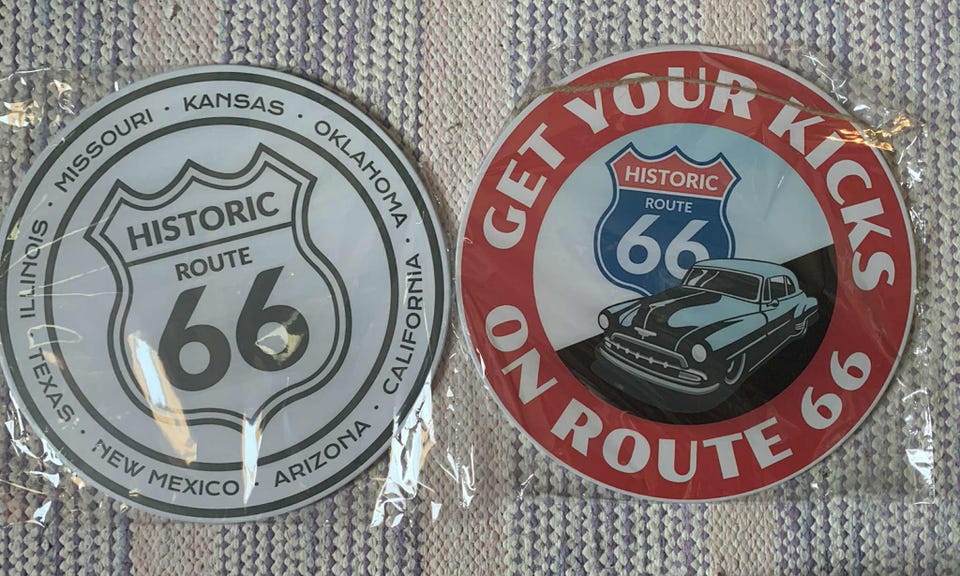 ILLINOIS · MISSOURI · KANSAS · OKLAHOMA · CALIFORNIA · ARIZONA · NEW MEXICO · TEXAS ·
HISTORIC
ROUTE
66
GET YOUR KICKS
HISTORIC
ROUTE
66
ON ROUTE 66